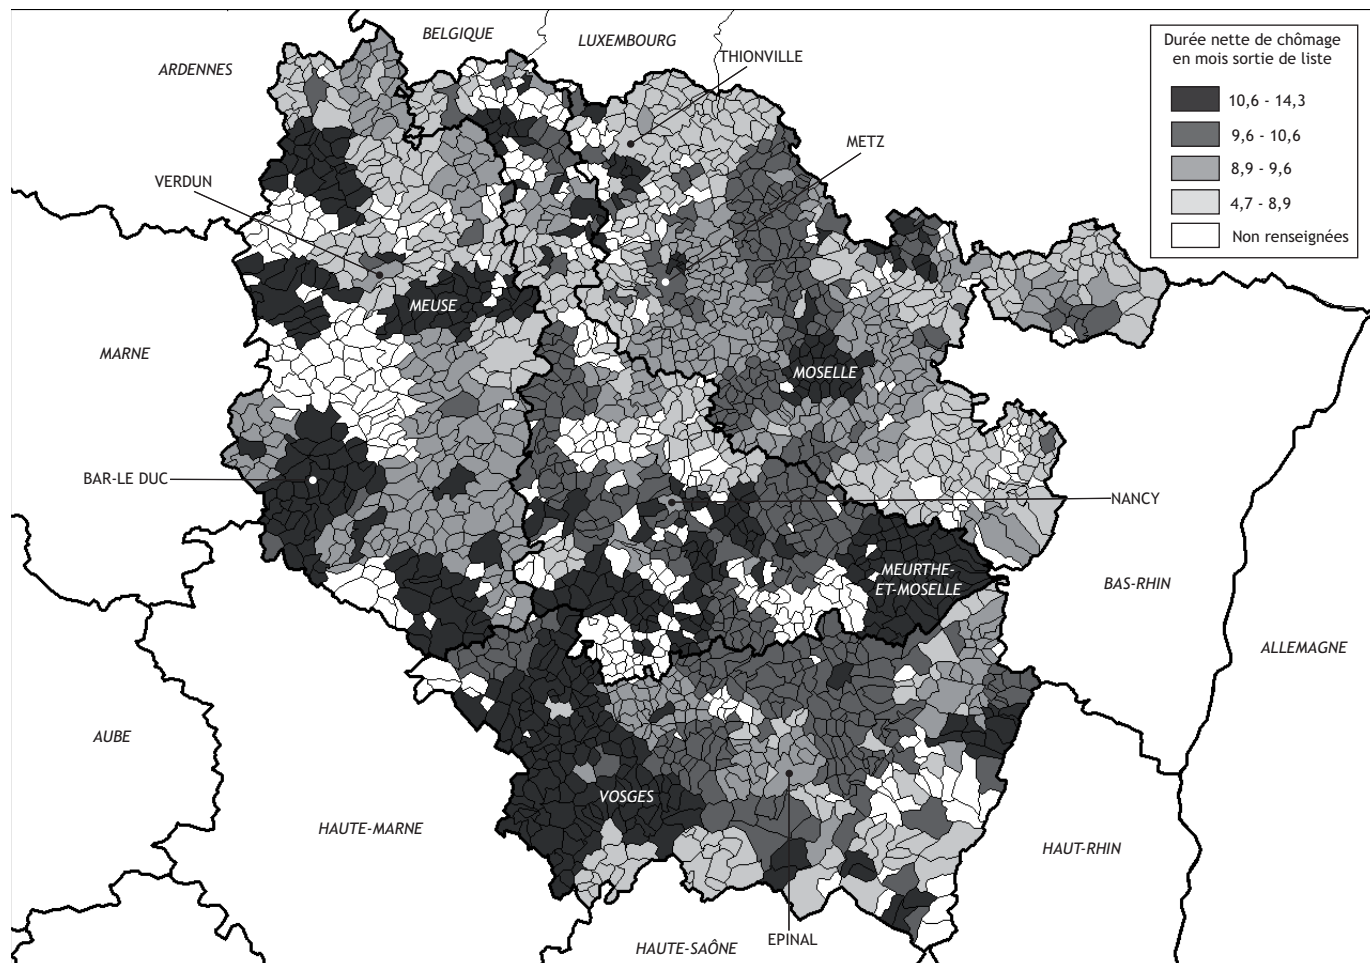 BELGIQUE
LUXEMBOURG
ARDENNES
THIONVILLE
Durée nette de chômage
en mois sortie de liste
10,6 - 14,3
9,6 - 10,6
8,9 - 9,6
4,7 - 8,9
Non renseignées
METZ
VERDUN
MEUSE
MARNE
MOSELLE
BAR-LE DUC
NANCY
MEURTHE-
ET-MOSELLE
BAS-RHIN
ALLEMAGNE
AUBE
VOSGES
HAUTE-MARNE
HAUT-RHIN
EPINAL
HAUTE-SAÔNE